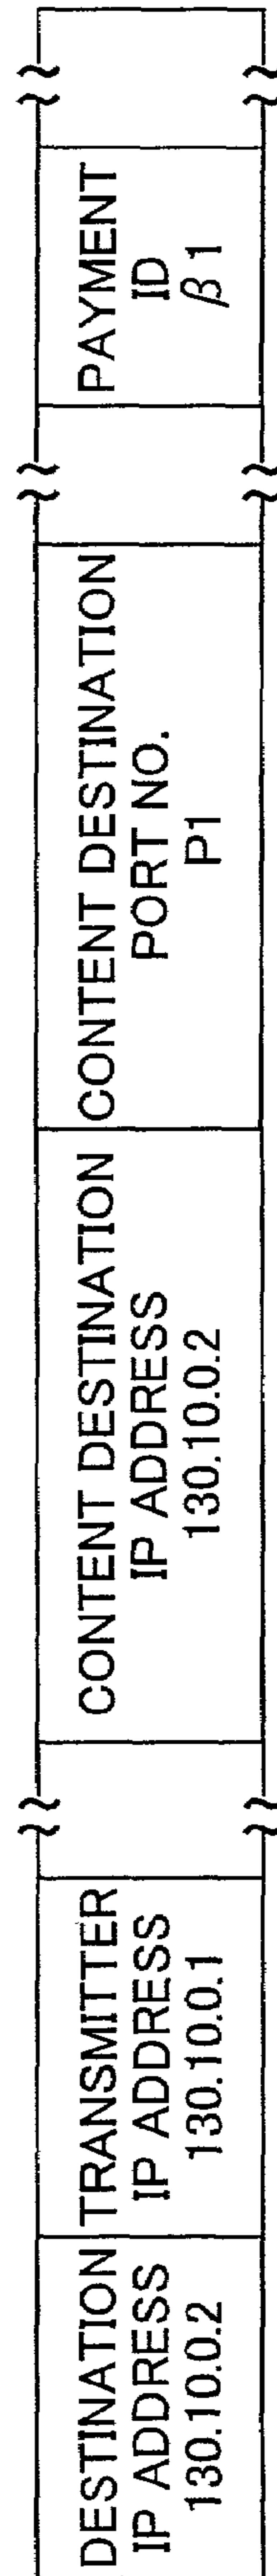 DESTINATION
IP ADDRESS
130.10.0.2
TRANSMITTER
IP ADDRESS
130.10.0.1
CONTENT DESTINATION
IP ADDRESS
130.10.0.2
CONTENT DESTINATION
PORT NO.
P1
PAYMENT
ID
β1